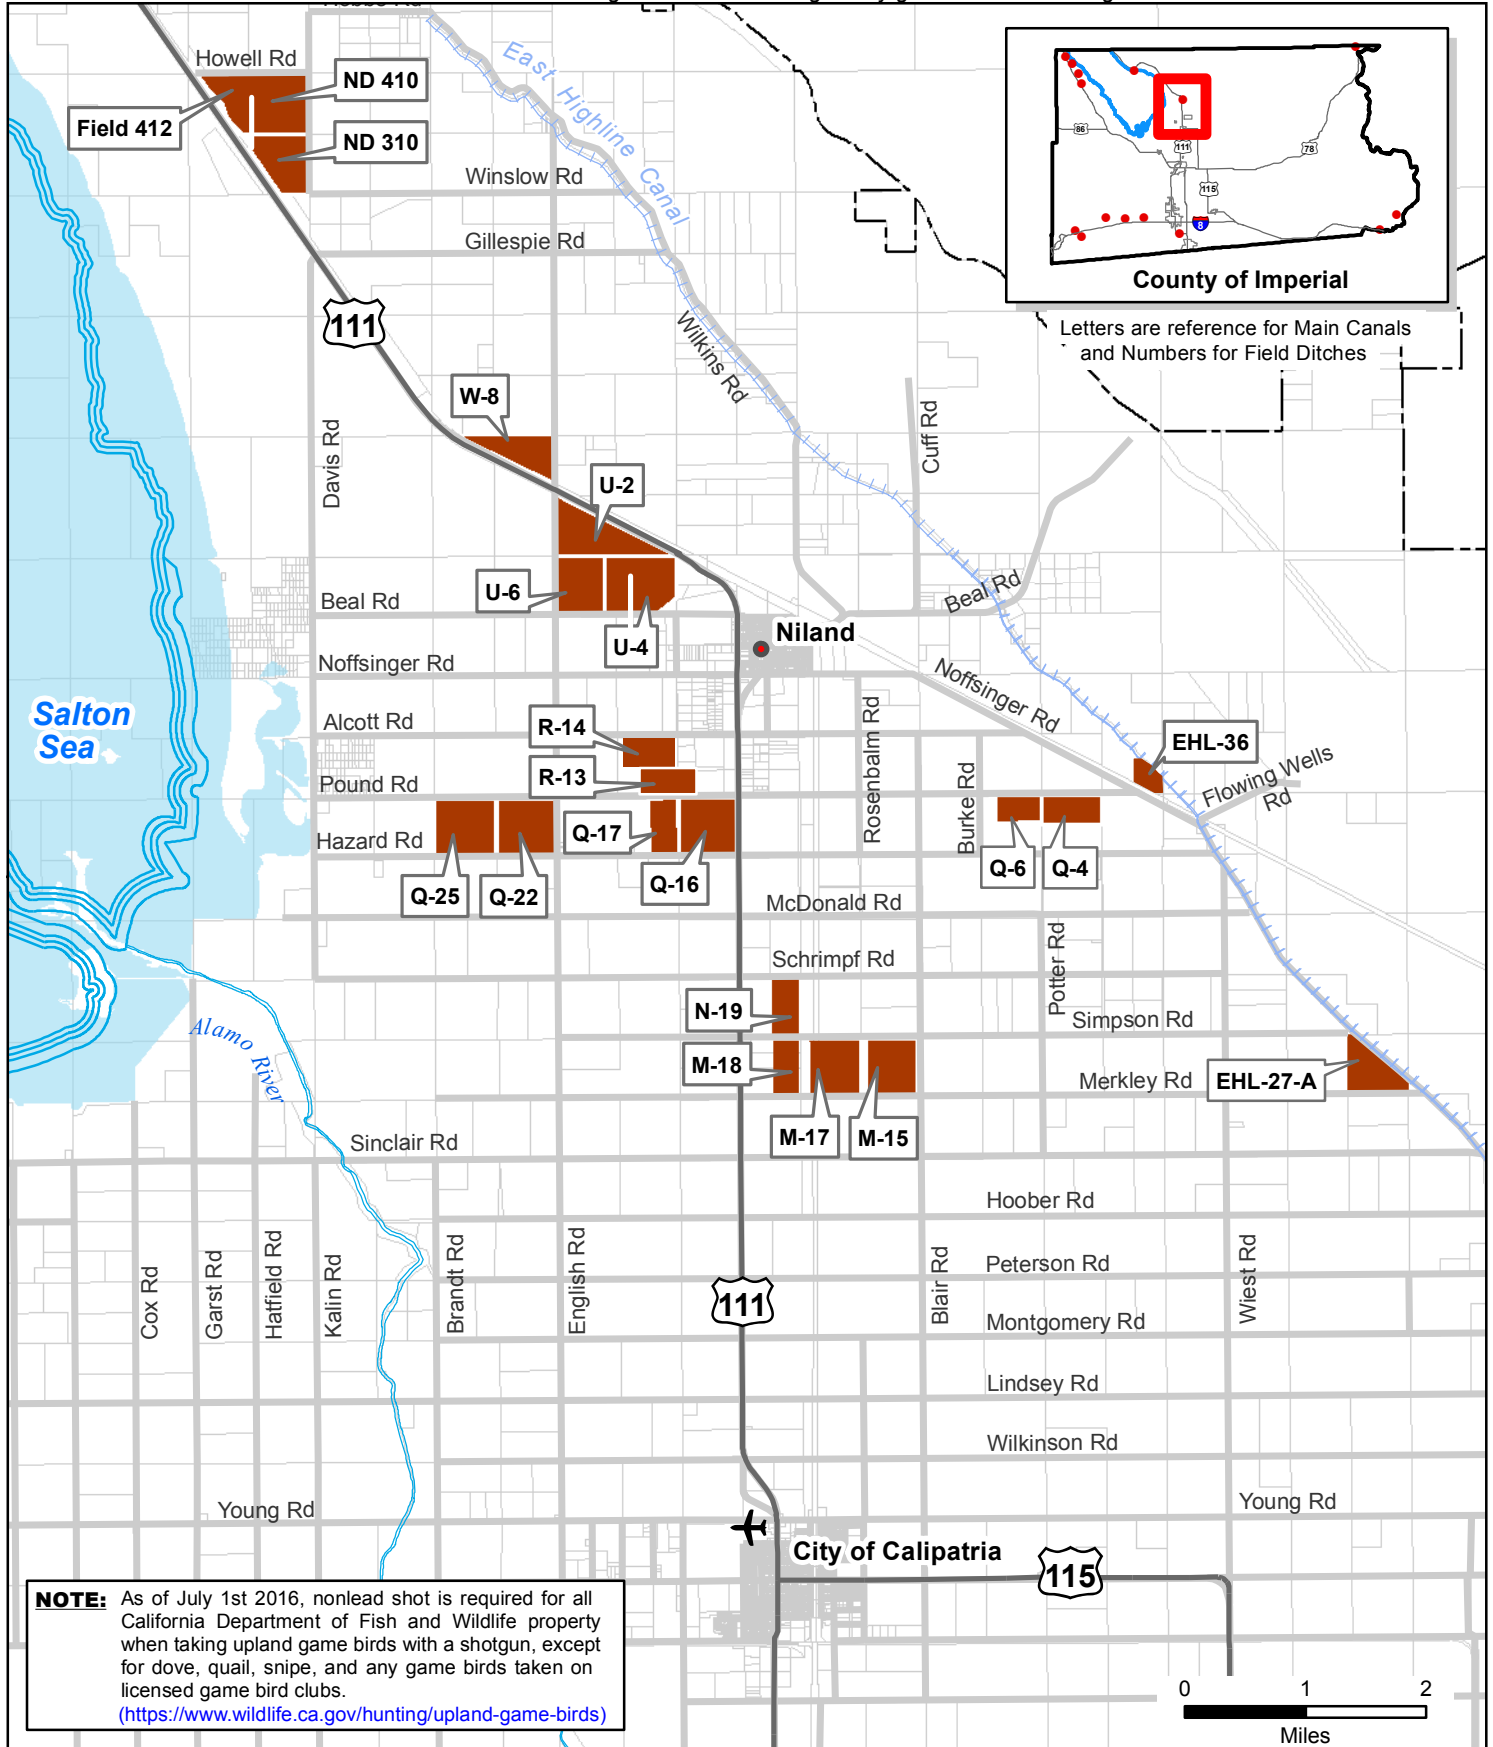 Howell Rd
ND 410
Field 412
ND 310
Winslow Rd
Gillespie Rd
East Highline Canal
86
111
78
115
8
County of Imperial
Letters are reference for Main Canals
and Numbers for Field Ditches
111
Wilkins Rd
W-8
Davis Rd
Cuff Rd
U-2
U-6
Beal Rd
Beal Rd
U-4
Niland
Noffsinger Rd
Noffsinger Rd
Salton
Sea
Alcott Rd
R-14
Rosenbalm Rd
EHL-36
R-13
Pound Rd
Flowing Wells
Rd
Burke Rd
Hazard Rd
Q-17
Q-25
Q-22
Q-16
Q-6
Q-4
McDonald Rd
Schrimpf Rd
Potter Rd
N-19
Simpson Rd
Alamo River
M-18
Merkley Rd
EHL-27-A
M-17
M-15
Sinclair Rd
Hoober Rd
Cox Rd
Garst Rd
Hatfield Rd
Kalin Rd
Brandt Rd
English Rd
111
Blair Rd
Peterson Rd
Wiest Rd
Montgomery Rd
Lindsey Rd
Wilkinson Rd
Young Rd
Young Rd
City of Calipatria
115
NOTE: As of July 1st 2016, nonlead shot is required for all
California Department of Fish and Wildlife property
when taking upland game birds with a shotgun, except
for dove, quail, snipe, and any game birds taken on
licensed game bird clubs.
(https://www.wildlife.ca.gov/hunting/upland-game-birds)
0 1 2
Miles